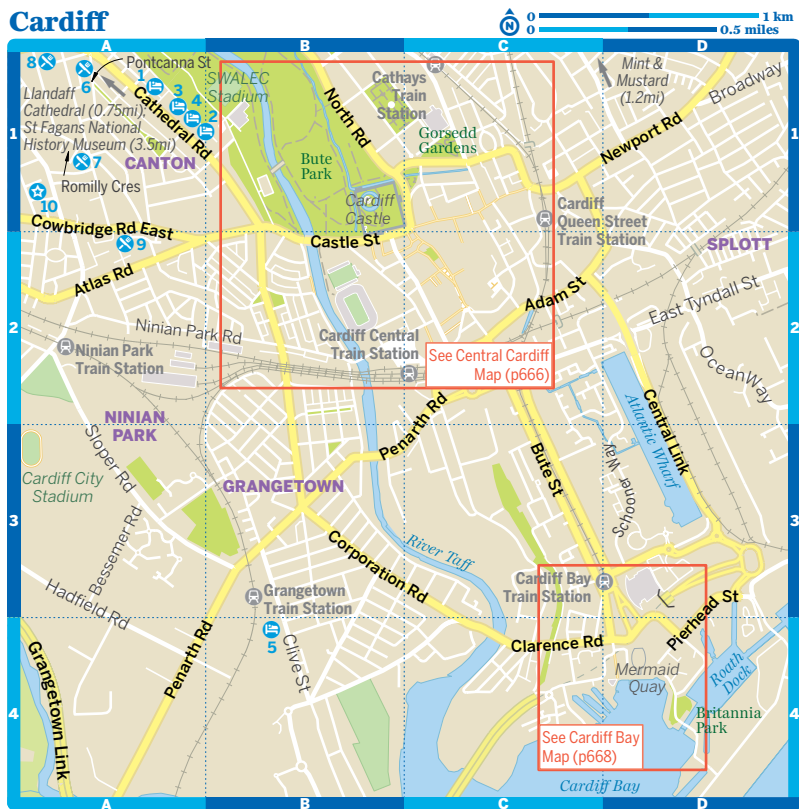 Cardiff
N
0 1 km
0 0.5 miles
A
B
C
D
8
6
Pontcanna St
1
3
4
2
SWALEC
Stadium
Cathays
Train
Station
Mint &
Mustard
(1.2mi)
Broadway
Llandaff
Cathedral (0.75mi),
St Fagans National
History Museum (3.5mi)
Cathedral Rd
North Rd
Gorsedd
Gardens
Newport Rd
1
1
CANTON
7
Romilly Cres
10
Bute
Park
Cardiff
Castle
Cardiff
Queen Street
Train Station
Cowbridge Rd East
9
Castle St
SPLOTT
Atlas Rd
Adam St
East Tyndall St
2
2
Ninian Park Rd
Ninian Park
Train Station
Cardiff Central
Train Station
See Central Cardiff
Map (p666)
Ocean Way
NINIAN
PARK
Penarth Rd
Central Link
Atlantic Wharf
Sloper Rd
Bute St
Schooner Way
Cardiff City
Stadium
GRANGETOWN
3
3
Bessemer Rd
River Taff
Corporation Rd
Hadfield Rd
Grangetown
Train Station
Cardiff Bay
Train Station
Pierhead St
5
Clive St
Clarence Rd
Penarth Rd
Grangetown Link
Mermaid
Quay
Roath
Dock
4
4
Britannia
Park
See Cardiff Bay
Map (p668)
Cardiff Bay
A
B
C
D